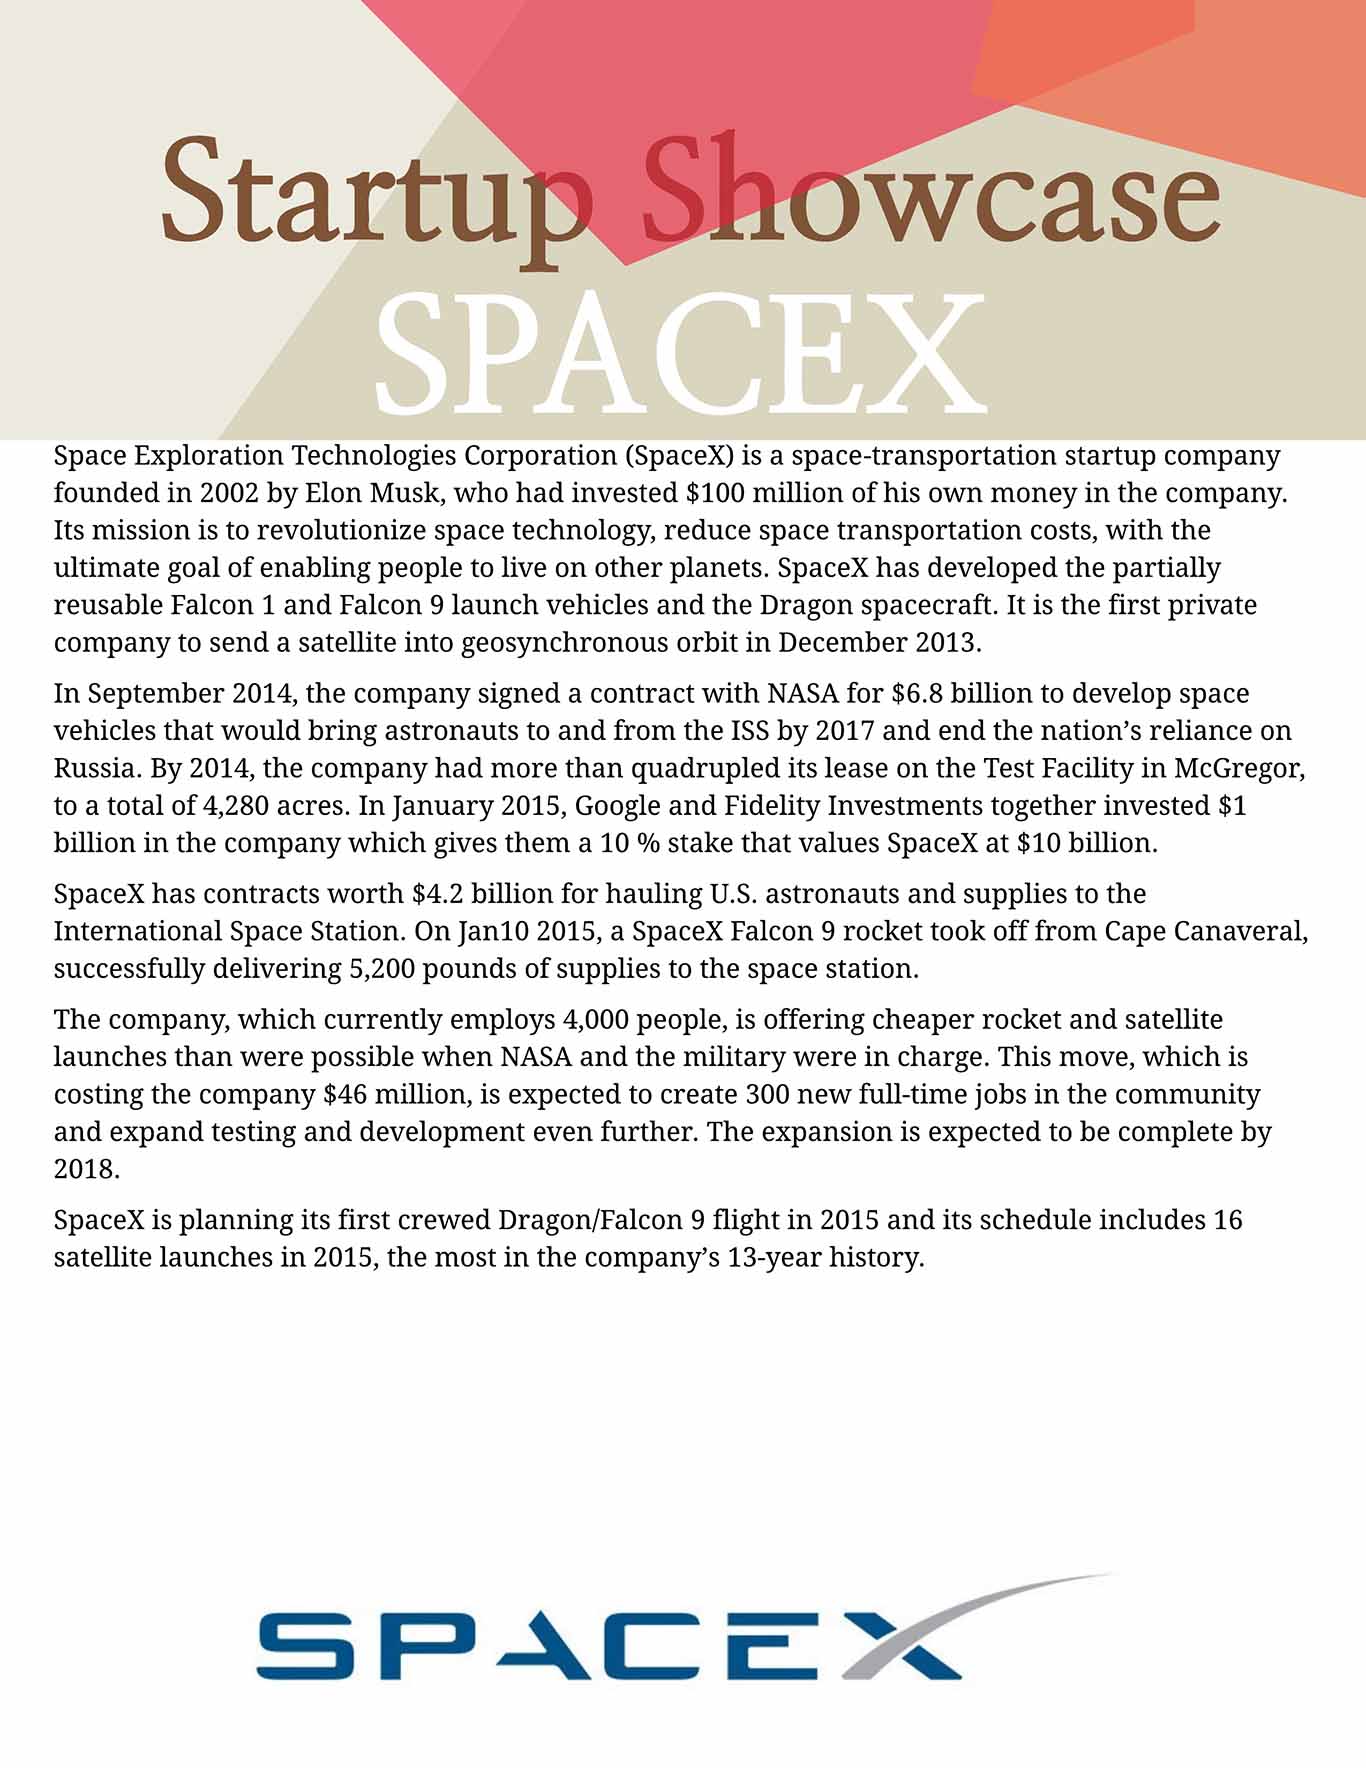 Startup Showcase
SPACEX
Space Exploration Technologies Corporation (SpaceX) is a space-transportation startup company
founded in 2002 by Elon Musk, who had invested $100 million of his own money in the company.
Its mission is to revolutionize space technology, reduce space transportation costs, with the
ultimate goal of enabling people to live on other planets. SpaceX has developed the partially
reusable Falcon 1 and Falcon 9 launch vehicles and the Dragon spacecraft. It is the first private
company to send a satellite into geosynchronous orbit in December 2013.
In September 2014, the company signed a contract with NASA for $6.8 billion to develop space
vehicles that would bring astronauts to and from the ISS by 2017 and end the nation’s reliance on
Russia. By 2014, the company had more than quadrupled its lease on the Test Facility in McGregor,
to a total of 4,280 acres. In January 2015, Google and Fidelity Investments together invested $1
billion in the company which gives them a 10 % stake that values SpaceX at $10 billion.
SpaceX has contracts worth $4.2 billion for hauling U.S. astronauts and supplies to the
International Space Station. On Jan10 2015, a SpaceX Falcon 9 rocket took off from Cape Canaveral,
successfully delivering 5,200 pounds of supplies to the space station.
The company, which currently employs 4,000 people, is offering cheaper rocket and satellite
launches than were possible when NASA and the military were in charge. This move, which is
costing the company $46 million, is expected to create 300 new full-time jobs in the community
and expand testing and development even further. The expansion is expected to be complete by
2018.
SpaceX is planning its first crewed Dragon/Falcon 9 flight in 2015 and its schedule includes 16
satellite launches in 2015, the most in the company’s 13-year history.
SPACEX